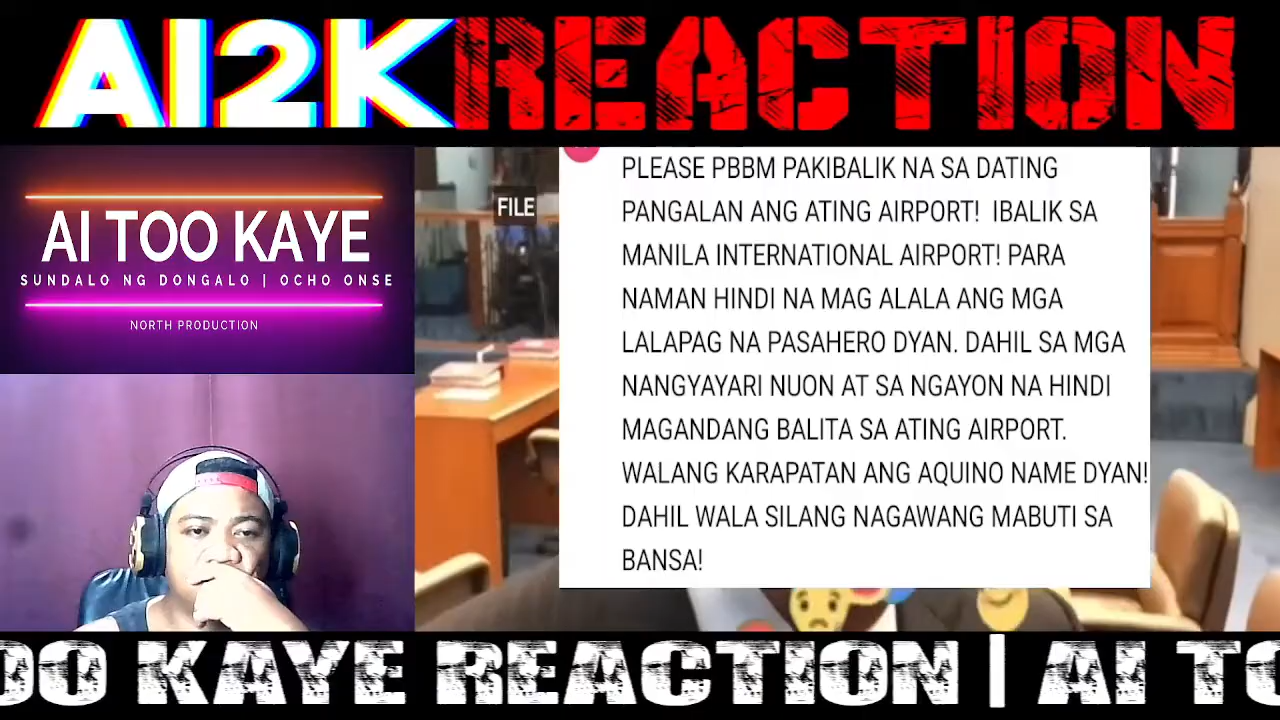 AI2KREACTION
AI TOO KAYE
SUNDALO NG DONGALO | OCHO ONSE
NORTH PRODUCTION
FILE
PLEASE PBBM PAKIBALIK NA SA DATING
PANGALAN ANG ATING AIRPORT! IBALIK SA
MANILA INTERNATIONAL AIRPORT! PARA
NAMAN HINDI NA MAG ALALA ANG MGA
LALAPAG NA PASAHERO DYAN. DAHIL SA MGA
NANGYAYARI NUON AT SA NGAYON NA HINDI
MAGANDANG BALITA SA ATING AIRPORT.
WALANG KARAPATAN ANG AQUINO NAME DYAN!
DAHIL WALA SILANG NAGAWANG MABUTI SA
BANSA!
OO KAYE REACTION | AI TO